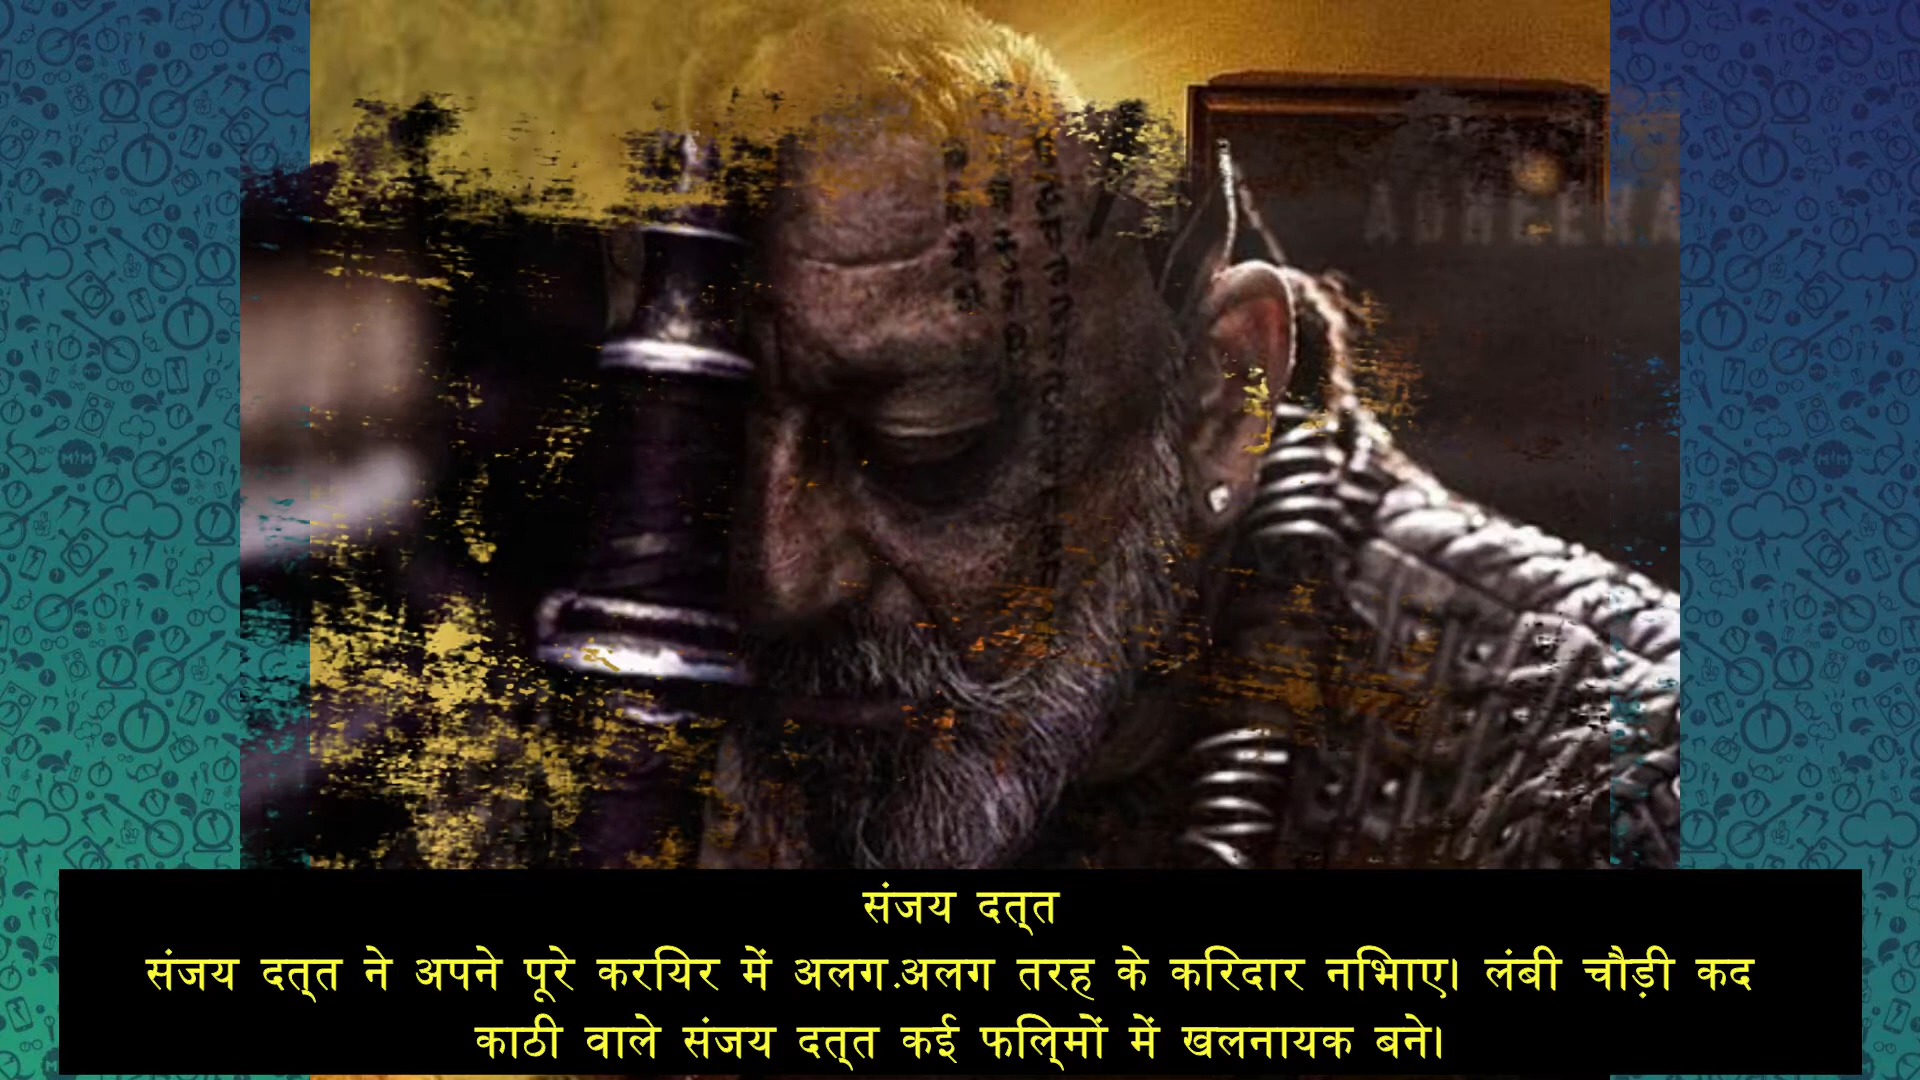 ADHEERA
संजय दत्त
संजय दत्त ने अपने पूरे करयिर में अलग.अलग तरह के करिदार नभिाए। लंबी चौड़ी कद
काठी वाले संजय दत्त कई फलि्मों में खलनायक बने।